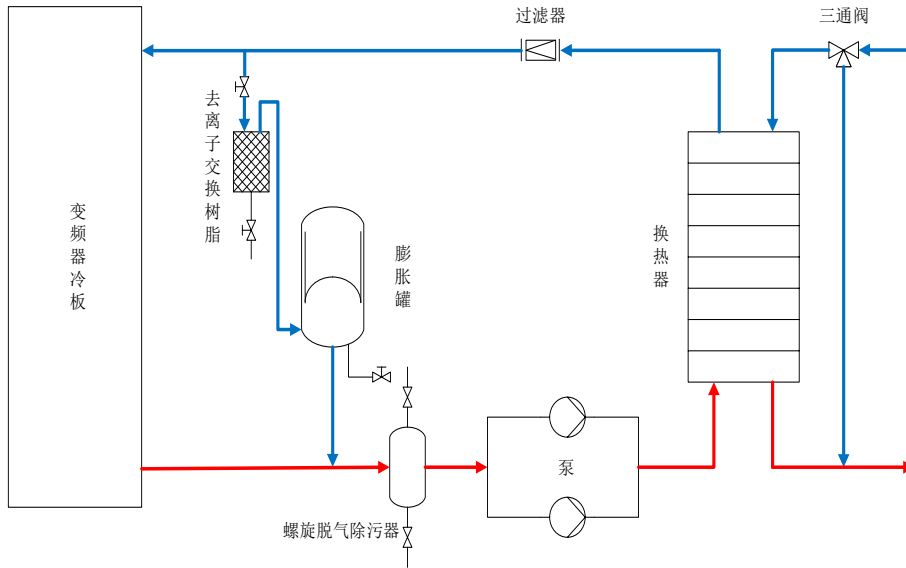 过滤器
三通阀
去离子交换树脂
变频器冷板
膨胀罐
换热器
泵
螺旋脱气除污器